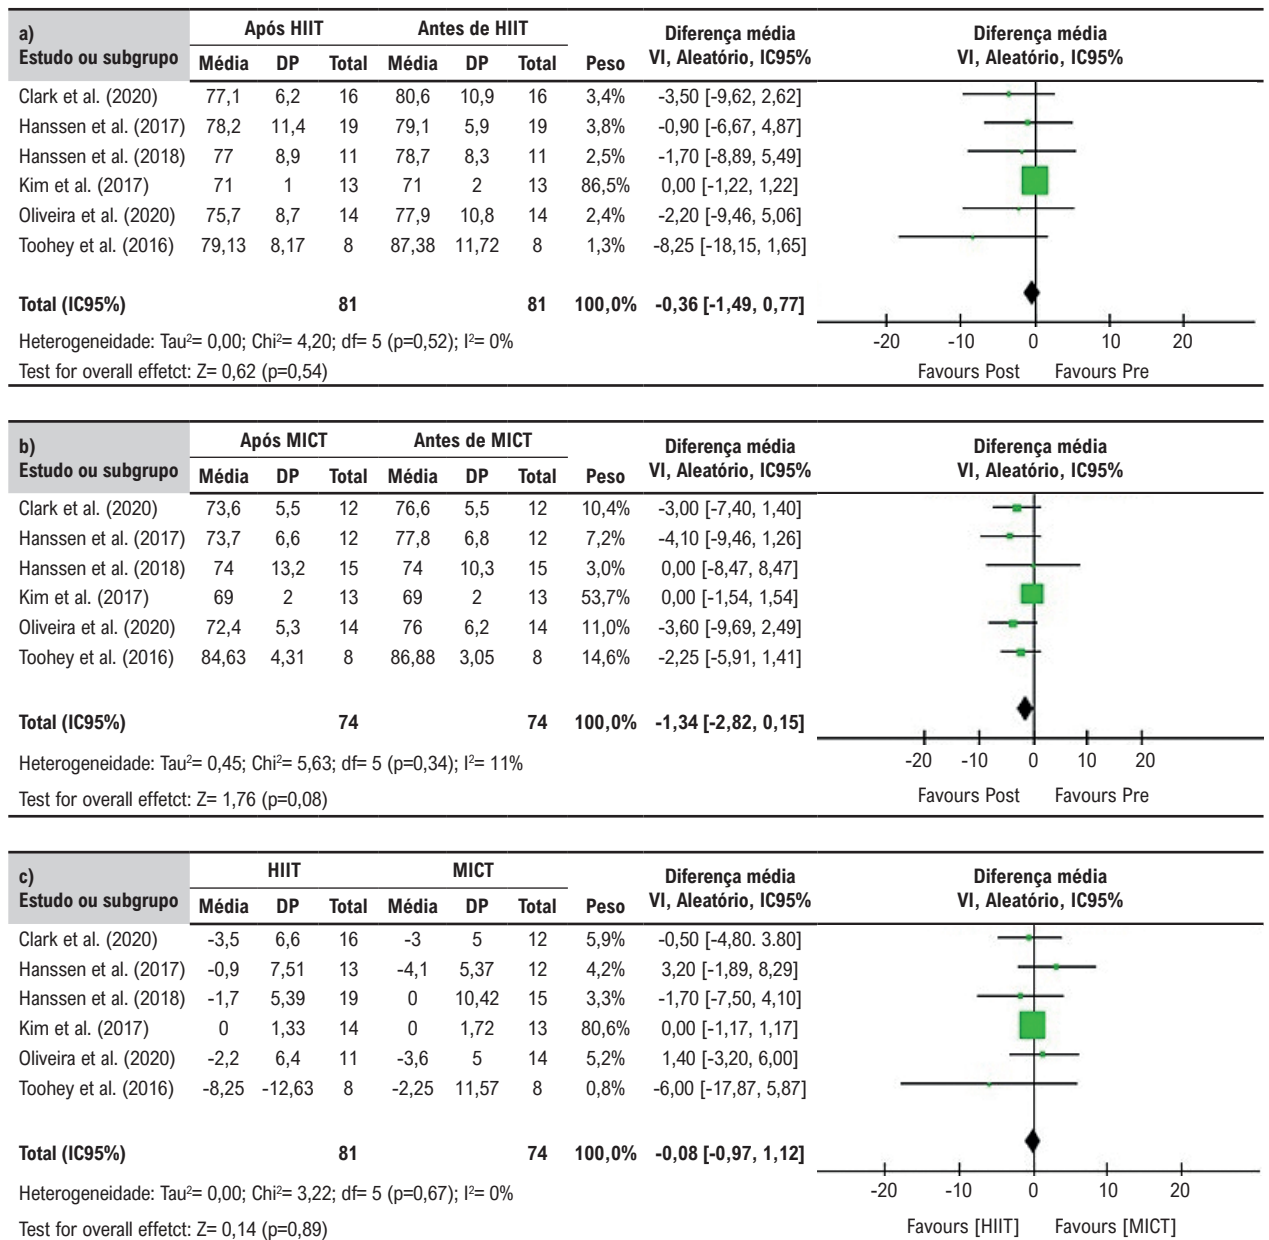 a)
Estudo ou subgrupo
Após HIIT Antes de HIIT Diferença média Diferença média
Média DP Total Média DP Total Peso VI, Aleatório, IC95% VI, Aleatório, IC95%
Clark et al. (2020) 77,1 6,2 16 80,6 10,9 16 3,4% -3,50 [-9,62, 2,62]
Hanssen et al. (2017) 78,2 11,4 19 79,1 5,9 19 3,8% -0,90 [-6,67, 4,87]
Hanssen et al. (2018) 77 8,9 11 78,7 8,3 11 2,5% -1,70 [-8,89, 5,49]
Kim et al. (2017) 71 1 13 71 2 13 86,5% 0,00 [-1,22, 1,22]
Oliveira et al. (2020) 75,7 8,7 14 77,9 10,8 14 2,4% -2,20 [-9,46, 5,06]
Toohey et al. (2016) 79,13 8,17 8 87,38 11,72 8 1,3% -8,25 [-18,15, 1,65]
Total (IC95%) 81 81 100,0% -0,36 [-1,49, 0,77]
Heterogeneidade: Tau²= 0,00; Chi²= 4,20; df= 5 (p=0,52); I²= 0%
-20 -10 0 10 20
Test for overall effetct: Z= 0,62 (p=0,54)
Favours Post Favours Pre
b)
Estudo ou subgrupo
Após MICT Antes de MICT Diferença média Diferença média
Média DP Total Média DP Total Peso VI, Aleatório, IC95% VI, Aleatório, IC95%
Clark et al. (2020) 73,6 5,5 12 76,6 5,5 12 10,4% -3,00 [-7,40, 1,40]
Hanssen et al. (2017) 73,7 6,6 12 77,8 6,8 12 7,2% -4,10 [-9,46, 1,26]
Hanssen et al. (2018) 74 13,2 15 74 10,3 15 3,0% 0,00 [-8,47, 8,47]
Kim et al. (2017) 69 2 13 69 2 13 53,7% 0,00 [-1,54, 1,54]
Oliveira et al. (2020) 72,4 5,3 14 76 6,2 14 11,0% -3,60 [-9,69, 2,49]
Toohey et al. (2016) 84,63 4,31 8 86,88 3,05 8 14,6% -2,25 [-5,91, 1,41]
Total (IC95%) 74 74 100,0% -1,34 [-2,82, 0,15]
Heterogeneidade: Tau²= 0,45; Chi²= 5,63; df= 5 (p=0,34); I²= 11%
-20 -10 0 10 20
Test for overall effetct: Z= 1,76 (p=0,08)
Favours Post Favours Pre
c)
Estudo ou subgrupo
HIIT MICT Diferença média Diferença média
Média DP Total Média DP Total Peso VI, Aleatório, IC95% VI, Aleatório, IC95%
Clark et al. (2020) -3,5 6,6 16 -3 5 12 5,9% -0,50 [-4,80. 3.80]
Hanssen et al. (2017) -0,9 7,51 13 -4,1 5,37 12 4,2% 3,20 [-1,89, 8,29]
Hanssen et al. (2018) -1,7 5,39 19 0 10,42 15 3,3% -1,70 [-7,50, 4,10]
Kim et al. (2017) 0 1,33 14 0 1,72 13 80,6% 0,00 [-1,17, 1,17]
Oliveira et al. (2020) -2,2 6,4 11 -3,6 5 14 5,2% 1,40 [-3,20, 6,00]
Toohey et al. (2016) -8,25 -12,63 8 -2,25 11,57 8 0,8% -6,00 [-17,87, 5,87]
Total (IC95%) 81 74 100,0% -0,08 [-0,97, 1,12]
Heterogeneidade: Tau²= 0,00; Chi²= 3,22; df= 5 (p=0,67); I²= 0%
-20 -10 0 10 20
Test for overall effetct: Z= 0,14 (p=0,89)
Favours [HIIT] Favours [MICT]